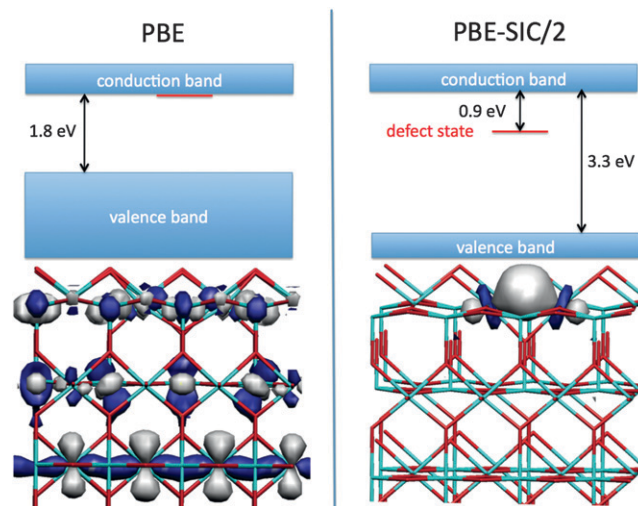 PBE
conduction band
1.8 eV
valence band
PBE-SIC/2
conduction band
0.9 eV
defect state
3.3 eV
valence band